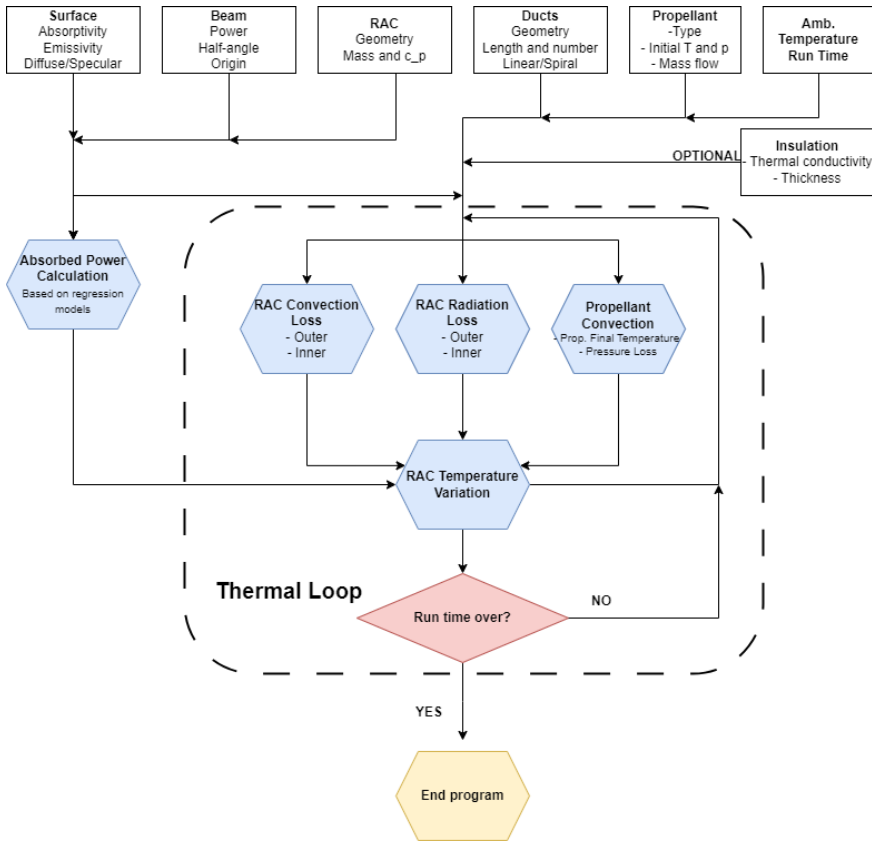 Surface
Absorptivity
Emissivity
Diffuse/Specular
Beam
Power
Half-angle
Origin
RAC
Geometry
Mass and c_p
Ducts
Geometry
Length and number
Linear/Spiral
Propellant
-Type
- Initial T and p
- Mass flow
Amb.
Temperature
Run Time
OPTIONAL
Insulation
- Thermal conductivity
- Thickness
Absorbed Power
Calculation
Based on regression
models
RAC Convection
Loss
- Outer
- Inner
RAC Radiation
Loss
- Outer
- Inner
Propellant
Convection
- Prop. Final Temperature
- Pressure Loss
RAC Temperature
Variation
Thermal Loop
Run time over?
NO
YES
End program